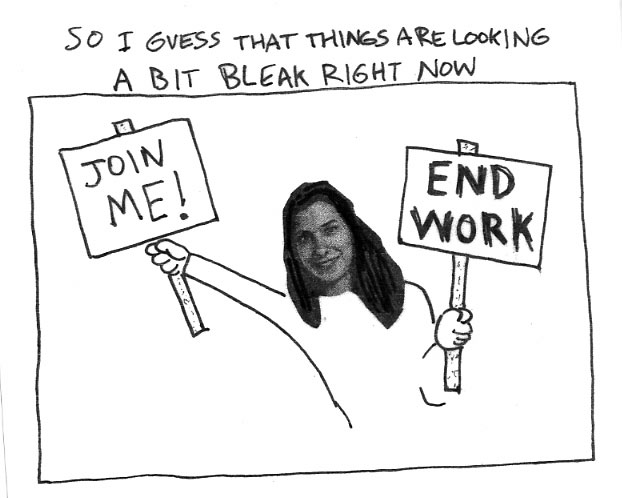 SO I GUESS THAT THINGS ARE LOOKING
A BIT BLEAK RIGHT NOW
JOIN
ME!
END
WORK